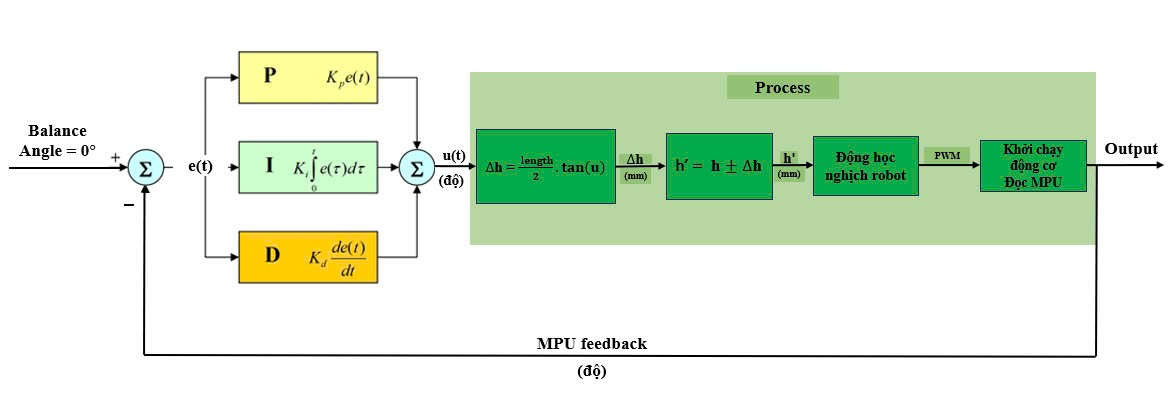 Balance
Angle = 0°
+
Σ
−
e(t)
P K_p e(t)
I K_i ∫_0^t e(τ)dτ
D K_d de(t)/dt
Σ
u(t)
(độ)
Process
Δh = length/2 . tan(u)
Δh
(mm)
h′ = h ± Δh
h'
(mm)
Động học
nghịch robot
PWM
Khởi chạy
động cơ
Đọc MPU
Output
MPU feedback
(độ)